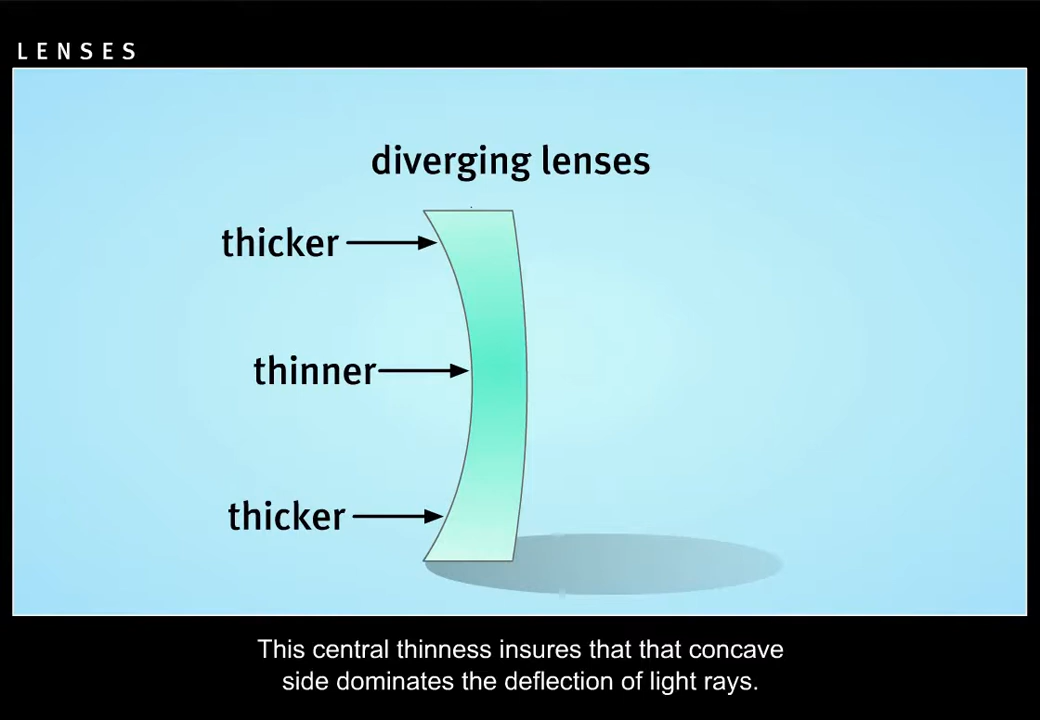 LENSES
diverging lenses
thicker
thinner
thicker
This central thinness insures that that concave
side dominates the deflection of light rays.